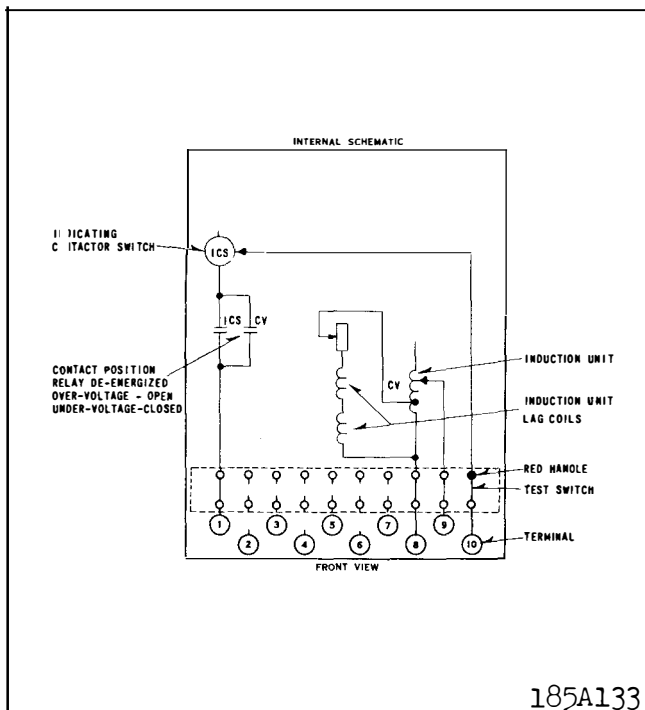 INTERNAL SCHEMATIC
CONTACTOR SWITCH
ICS
ICS CV
CONTACT POSITION
RELAY DE-ENERGIZED
OVER-VOLTAGE - OPEN
UNDER-VOLTAGE-CLOSED
CV
INDUCTION UNIT
INDUCTION UNIT
LAG COILS
RED HANDLE
TEST SWITCH
1
2
3
4
5
6
7
8
9
10
TERMINAL
FRONT VIEW
185A133